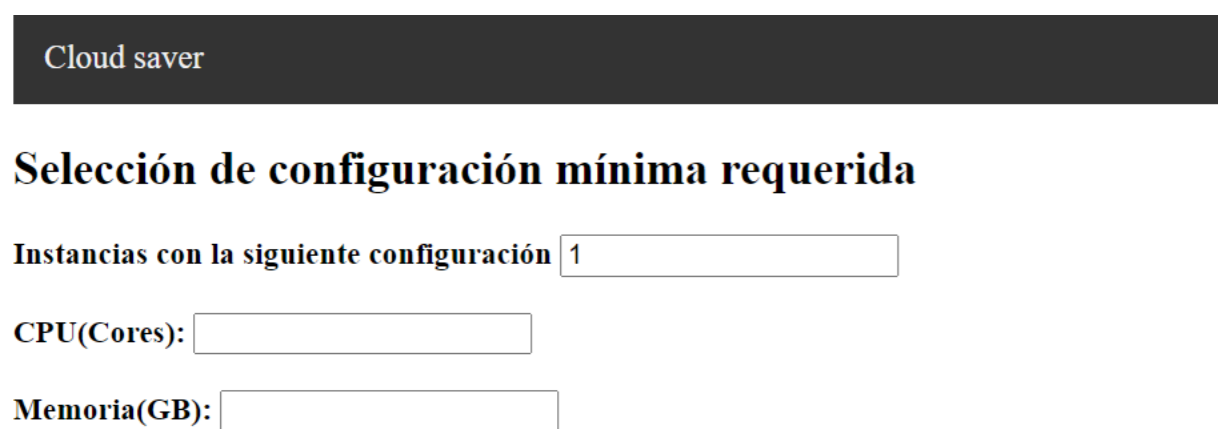 Cloud saver
Selección de configuración mínima requerida
Instancias con la siguiente configuración 1
CPU(Cores):
Memoria(GB):